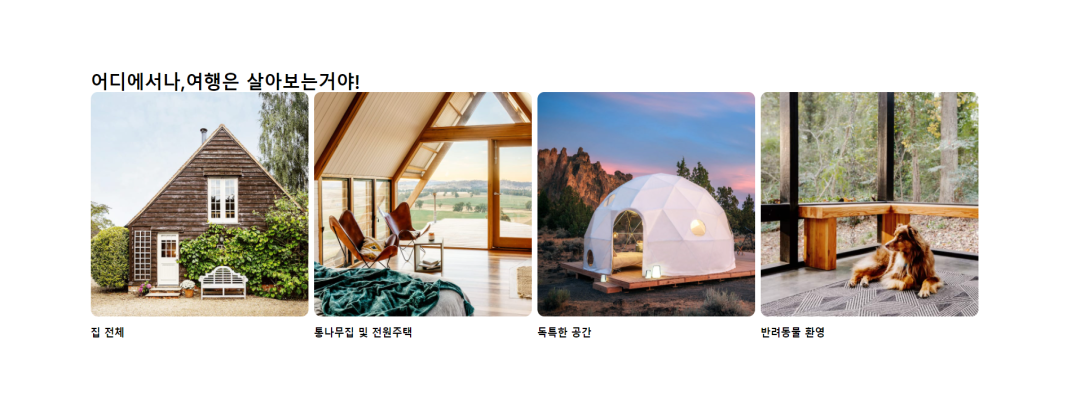 어디에서나,여행은 살아보는거야!
집 전체
통나무집 및 전원주택
독특한 공간
반려동물 환영